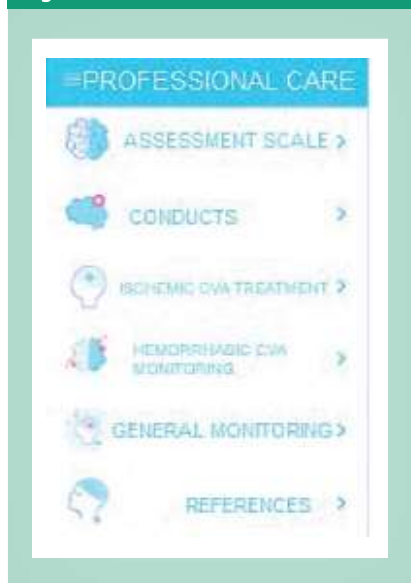 ≡PROFESSIONAL CARE
ASSESSMENT SCALE >
CONDUCTS >
ISCHEMIC CVA TREATMENT >
HEMORRHAGIC CVA
MONITORING >
GENERAL MONITORING >
REFERENCES >